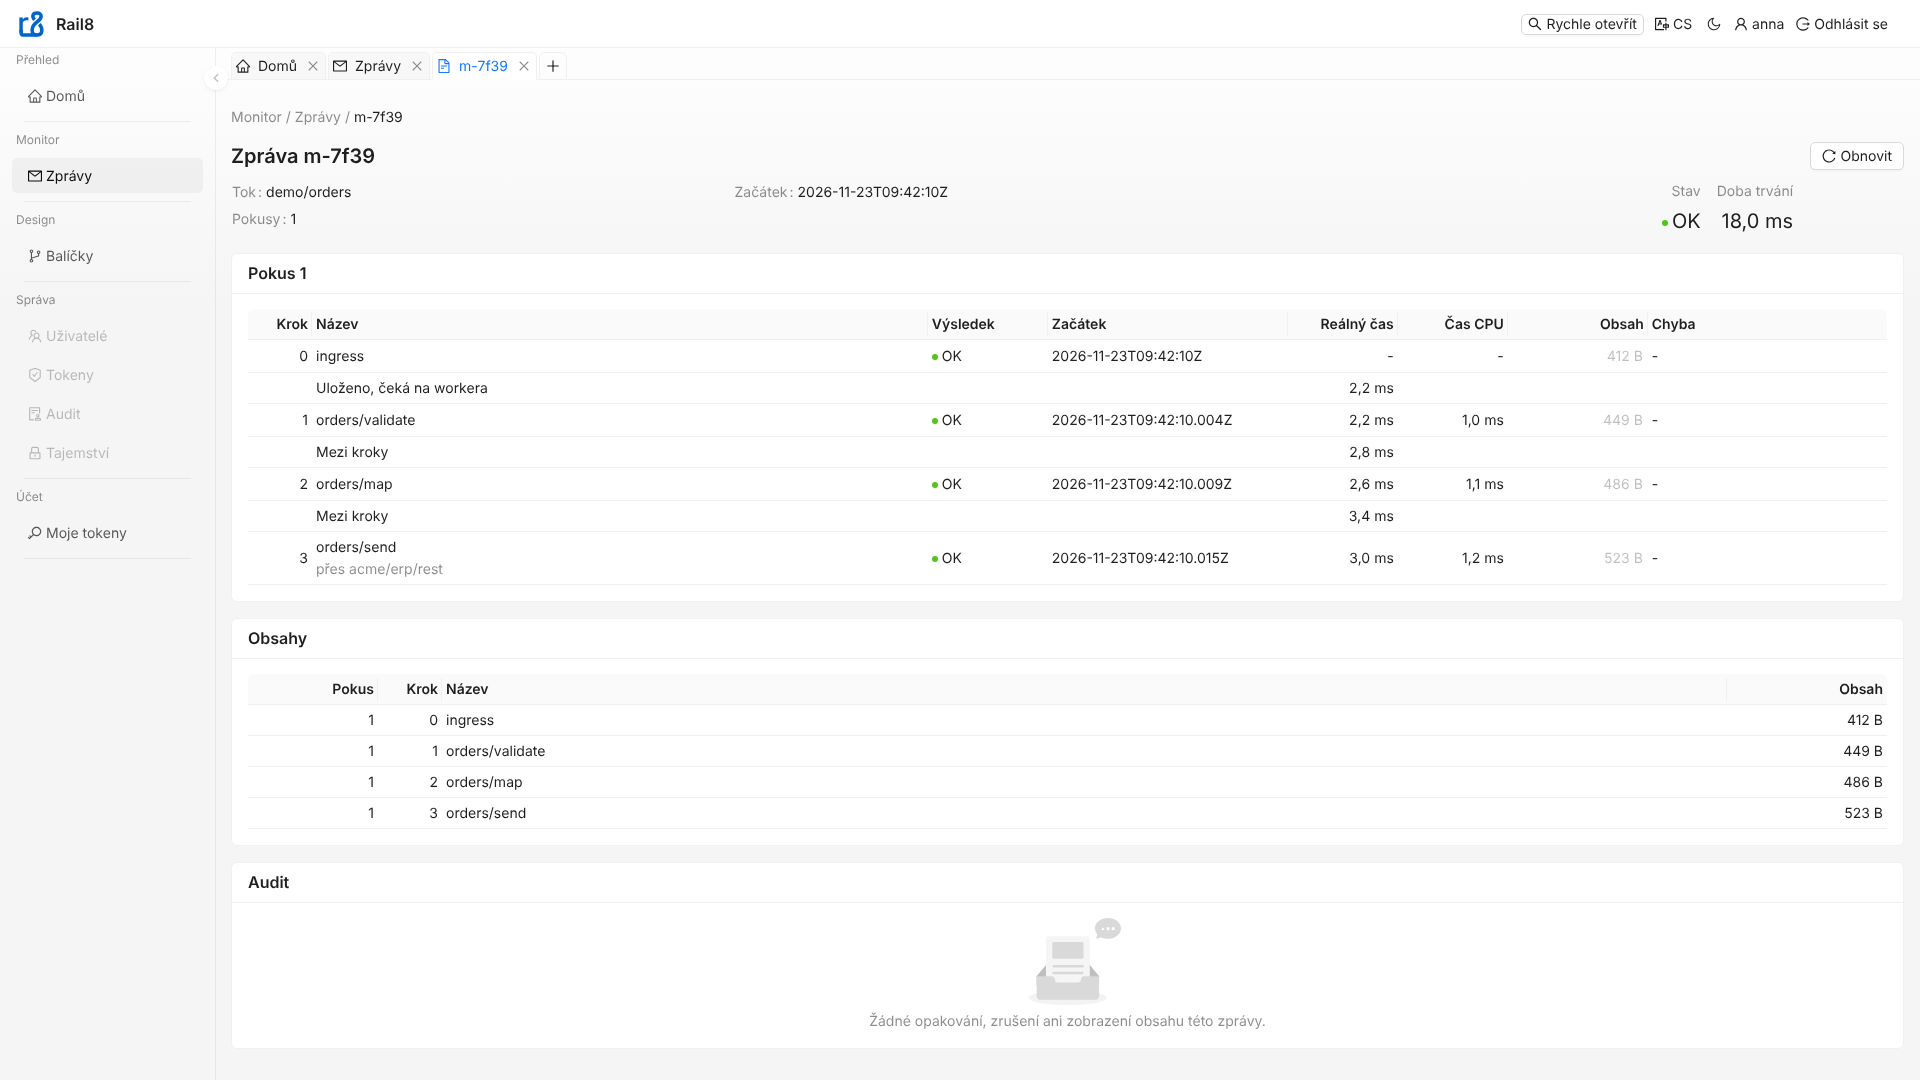 Rail8
Rychle otevřít CS anna Odhlásit se
Přehled
Domů
Monitor
Zprávy
Design
Balíčky
Správa
Uživatelé
Tokeny
Audit
Tajemství
Účet
Moje tokeny
Domů Zprávy m-7f39
Monitor / Zprávy / m-7f39
Zpráva m-7f39
Obnovit
Tok : demo/orders
Začátek : 2026-11-23T09:42:10Z
Pokusy : 1
Stav Doba trvání
OK 18,0 ms
Pokus 1
Krok Název Výsledek Začátek Reálný čas Čas CPU Obsah Chyba
0 ingress OK 2026-11-23T09:42:10Z - - 412 B -
Uloženo, čeká na workera 2,2 ms
1 orders/validate OK 2026-11-23T09:42:10.004Z 2,2 ms 1,0 ms 449 B -
Mezi kroky 2,8 ms
2 orders/map OK 2026-11-23T09:42:10.009Z 2,6 ms 1,1 ms 486 B -
Mezi kroky 3,4 ms
3 orders/send OK 2026-11-23T09:42:10.015Z 3,0 ms 1,2 ms 523 B -
přes acme/erp/rest
Obsahy
Pokus Krok Název Obsah
1 0 ingress 412 B
1 1 orders/validate 449 B
1 2 orders/map 486 B
1 3 orders/send 523 B
Audit
Žádné opakování, zrušení ani zobrazení obsahu této zprávy.